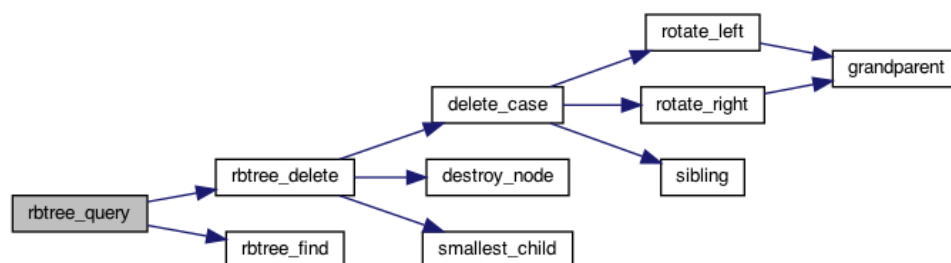 rotate_left
grandparent
delete_case
rotate_right
rbtree_delete
destroy_node
sibling
rbtree_query
rbtree_find
smallest_child